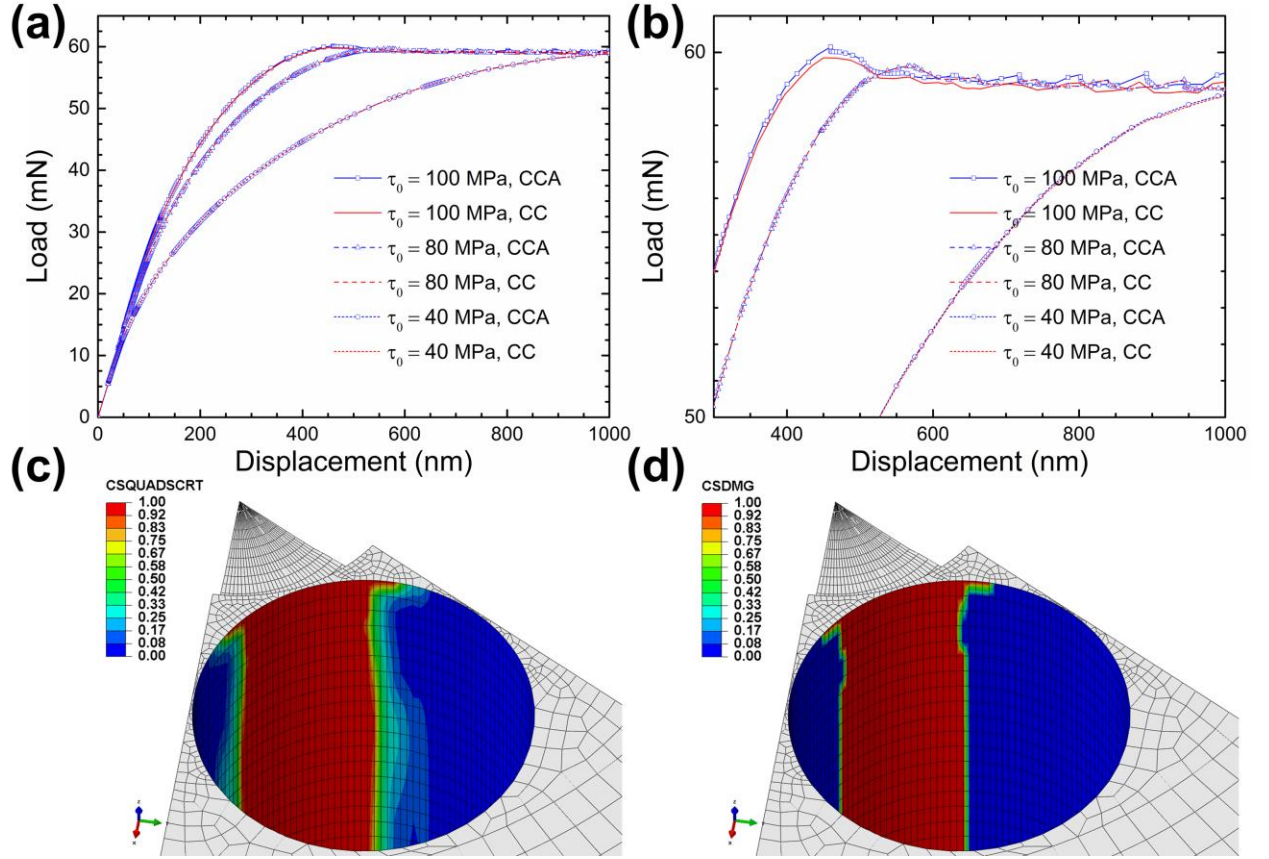 (a)
60
50
40
30
20
10
0
Load (mN)
τ0 = 100 MPa, CCA
τ0 = 100 MPa, CC
τ0 = 80 MPa, CCA
τ0 = 80 MPa, CC
τ0 = 40 MPa, CCA
τ0 = 40 MPa, CC
0 200 400 600 800 1000
Displacement (nm)
(b)
60
50
Load (mN)
τ0 = 100 MPa, CCA
τ0 = 100 MPa, CC
τ0 = 80 MPa, CCA
τ0 = 80 MPa, CC
τ0 = 40 MPa, CCA
τ0 = 40 MPa, CC
400 600 800 1000
Displacement (nm)
(c)
CSQUADSCRT
1.00
0.92
0.83
0.75
0.67
0.58
0.50
0.42
0.33
0.25
0.17
0.08
0.00
z
x
(d)
CSDMG
1.00
0.92
0.83
0.75
0.67
0.58
0.50
0.42
0.33
0.25
0.17
0.08
0.00
z
x